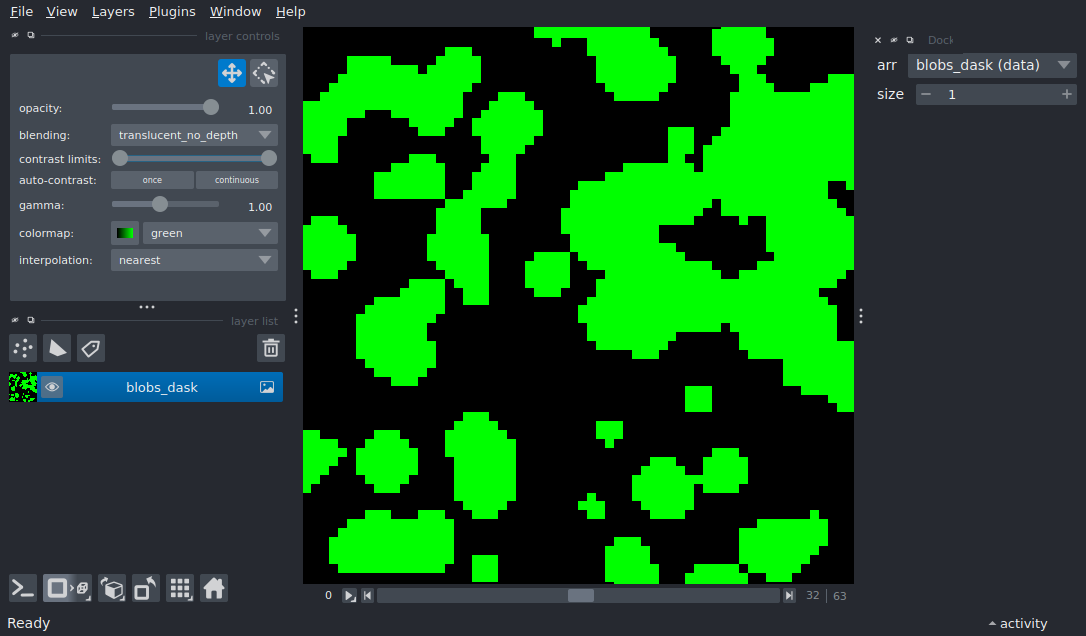 File View Layers Plugins Window Help
layer controls
opacity: 1.00
blending: translucent_no_depth
contrast limits:
auto-contrast: once continuous
gamma: 1.00
colormap: green
interpolation: nearest
layer list
blobs_dask
Dock
arr blobs_dask (data)
size 1
0 32 63
Ready
activity